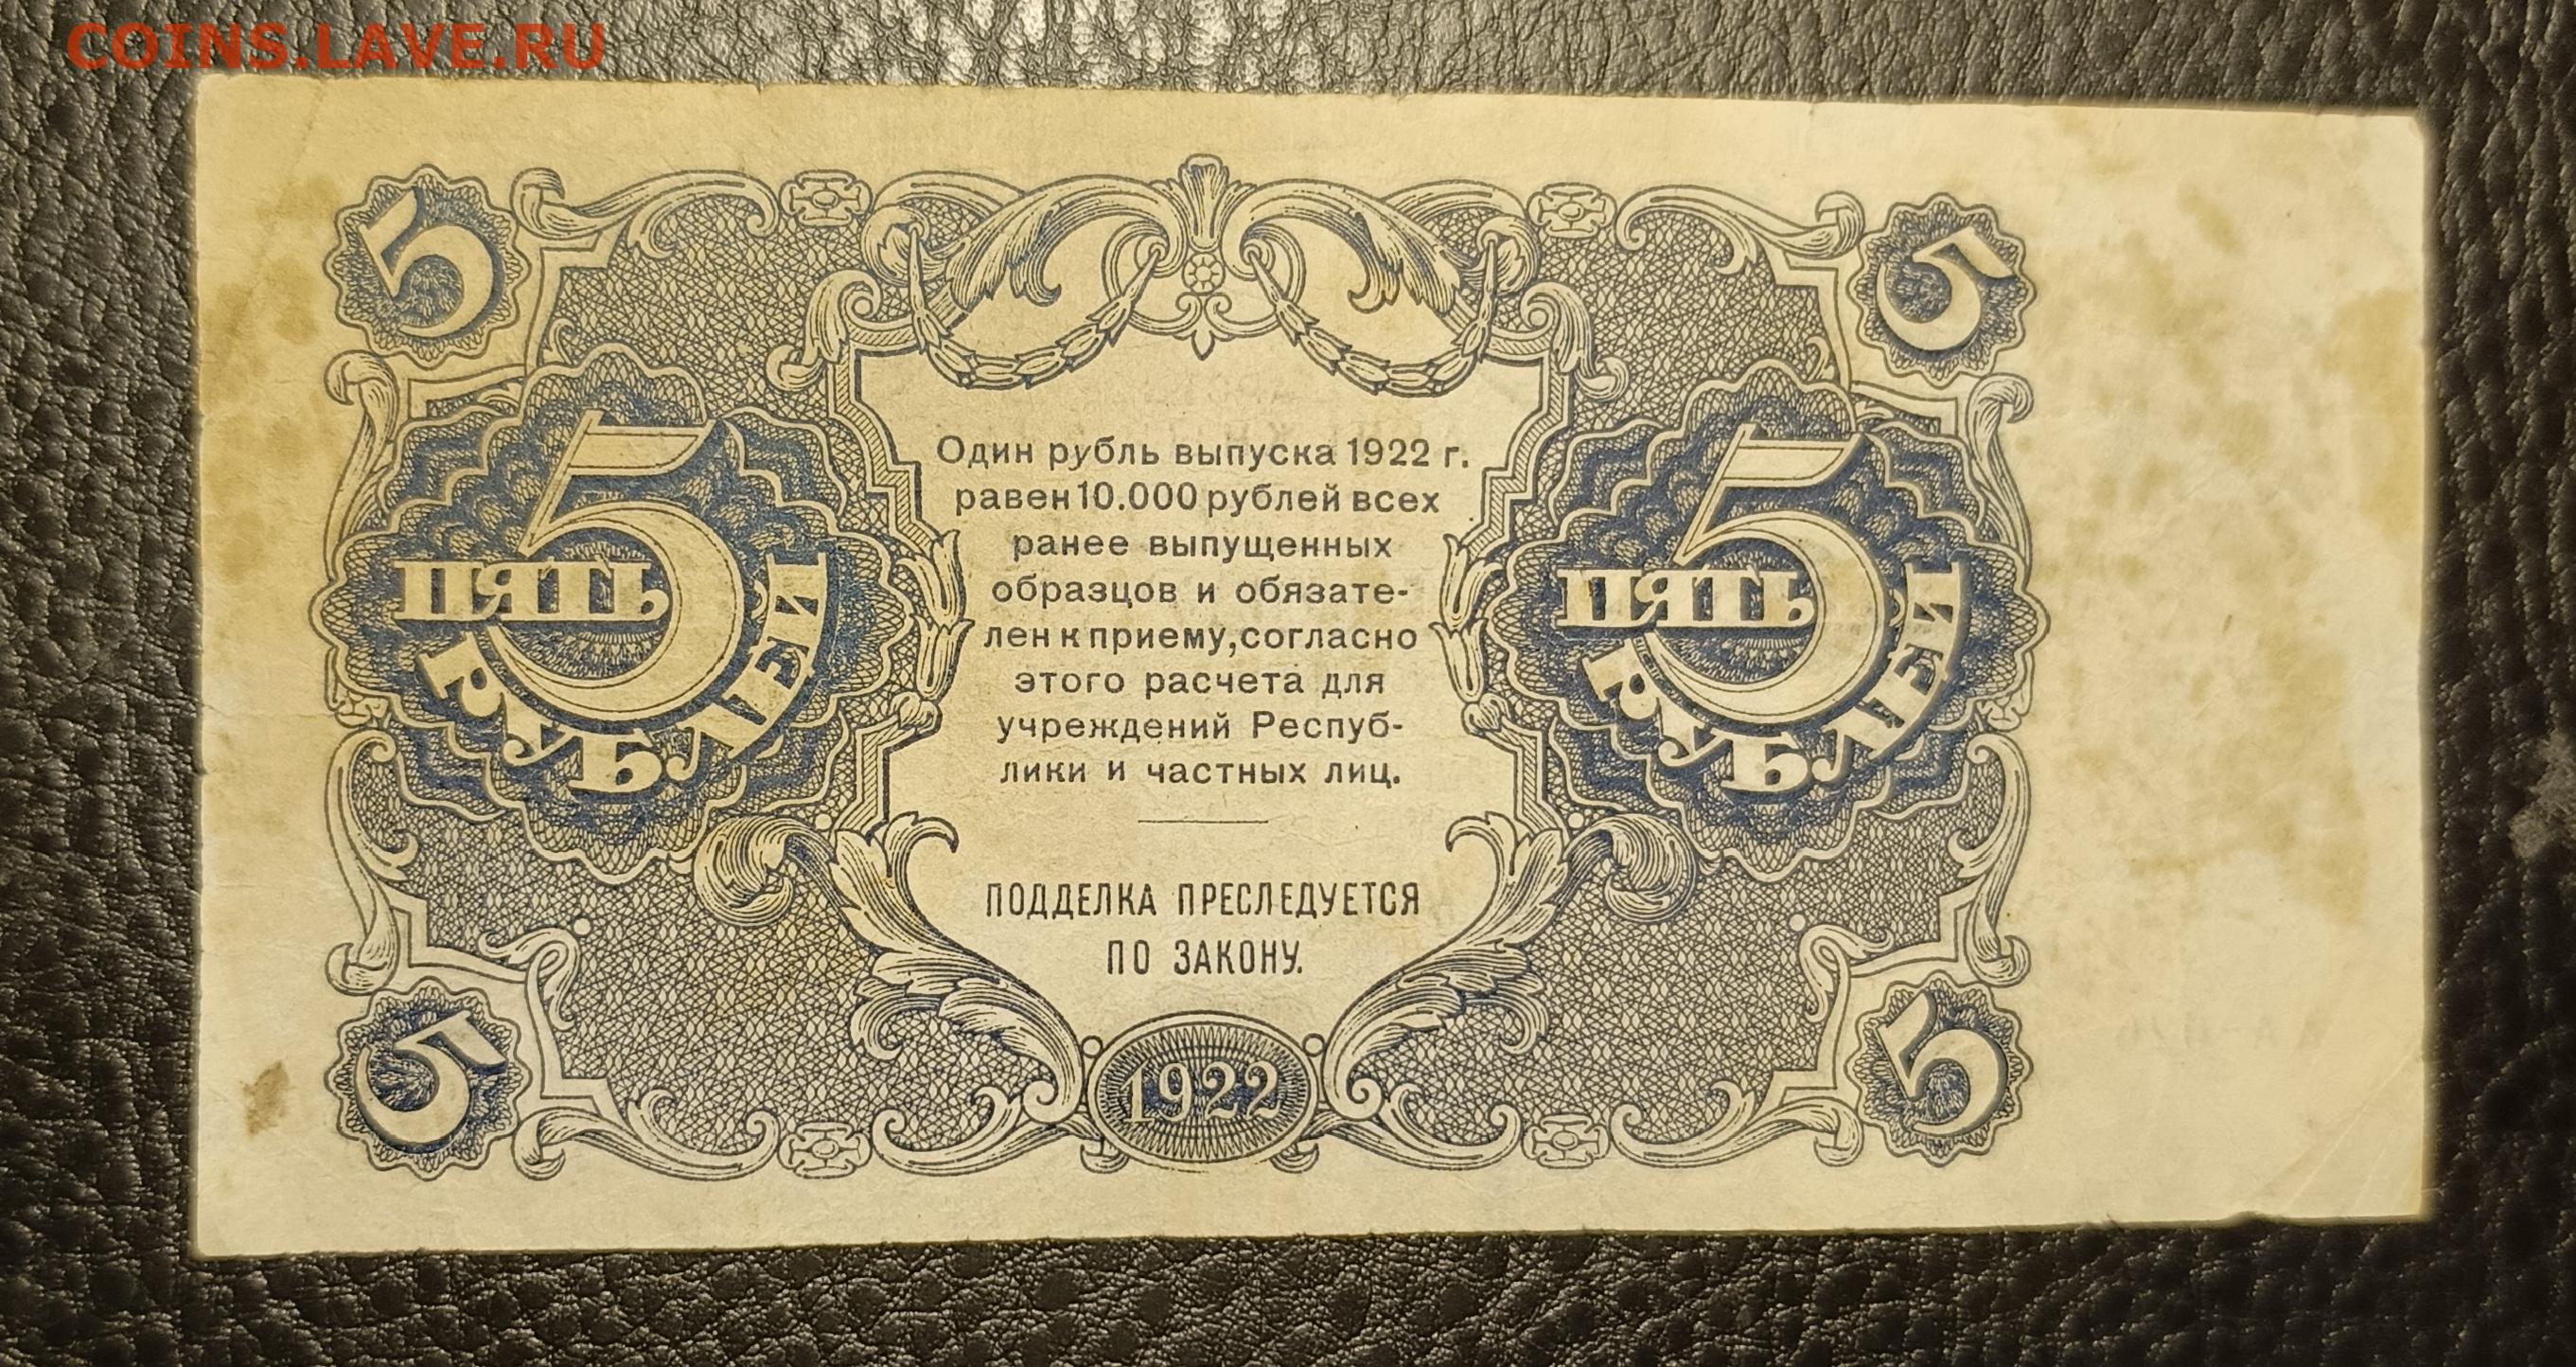 COINS.LAVE.RU
5
5
Один рубль выпуска 1922 г.
равен 10.000 рублей всех
ранее выпущенных
образцов и обязате-
лен к приему, согласно
этого расчета для
учреждений Респуб-
лики и частных лиц.
5
ПЯТЬ
РУБЛЕЙ
5
ПЯТЬ
РУБЛЕЙ
ПОДДЕЛКА ПРЕСЛЕДУЕТСЯ
ПО ЗАКОНУ.
5
1922
5